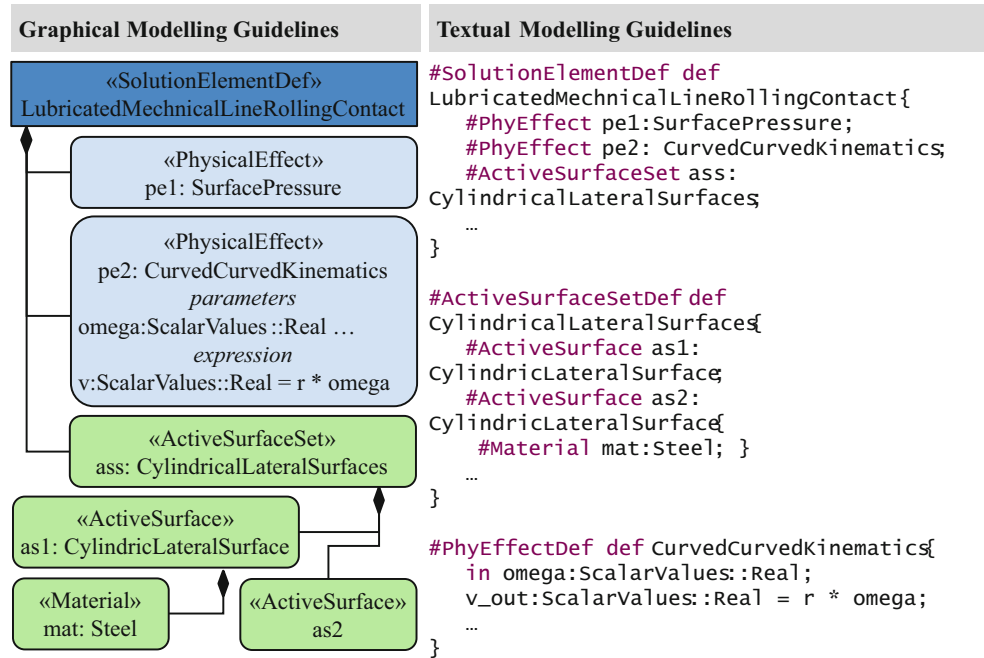 Graphical Modelling Guidelines
«SolutionElementDef»
LubricatedMechnicalLineRollingContact
«PhysicalEffect»
pe1: SurfacePressure
«PhysicalEffect»
pe2: CurvedCurvedKinematics
parameters
omega:ScalarValues::Real …
expression
v:ScalarValues::Real = r * omega
«ActiveSurfaceSet»
ass: CylindricalLateralSurfaces
«ActiveSurface»
as1: CylindricLateralSurface
«Material»
mat: Steel
«ActiveSurface»
as2
Textual Modelling Guidelines
#SolutionElementDef def
LubricatedMechnicalLineRollingContact{
#PhyEffect pe1:SurfacePressure;
#PhyEffect pe2: CurvedCurvedKinematics;
#ActiveSurfaceSet ass:
CylindricalLateralSurfaces;
…
}
#ActiveSurfaceSetDef def
CylindricalLateralSurfaces{
#ActiveSurface as1:
CylindricLateralSurface;
#ActiveSurface as2:
CylindricLateralSurface{
#Material mat:Steel; }
…
}
#PhyEffectDef def CurvedCurvedKinematics{
in omega:ScalarValues::Real;
v_out:ScalarValues::Real = r * omega;
…
}